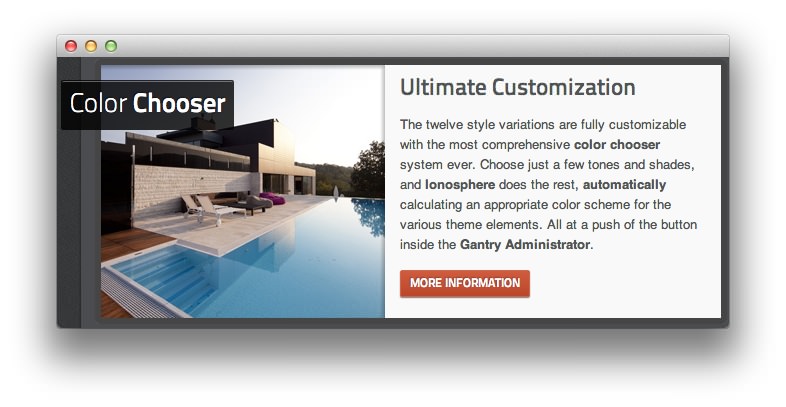 Color Chooser
Ultimate Customization
The twelve style variations are fully customizable
with the most comprehensive color chooser
system ever. Choose just a few tones and shades,
and Ionosphere does the rest, automatically
calculating an appropriate color scheme for the
various theme elements. All at a push of the button
inside the Gantry Administrator.
MORE INFORMATION